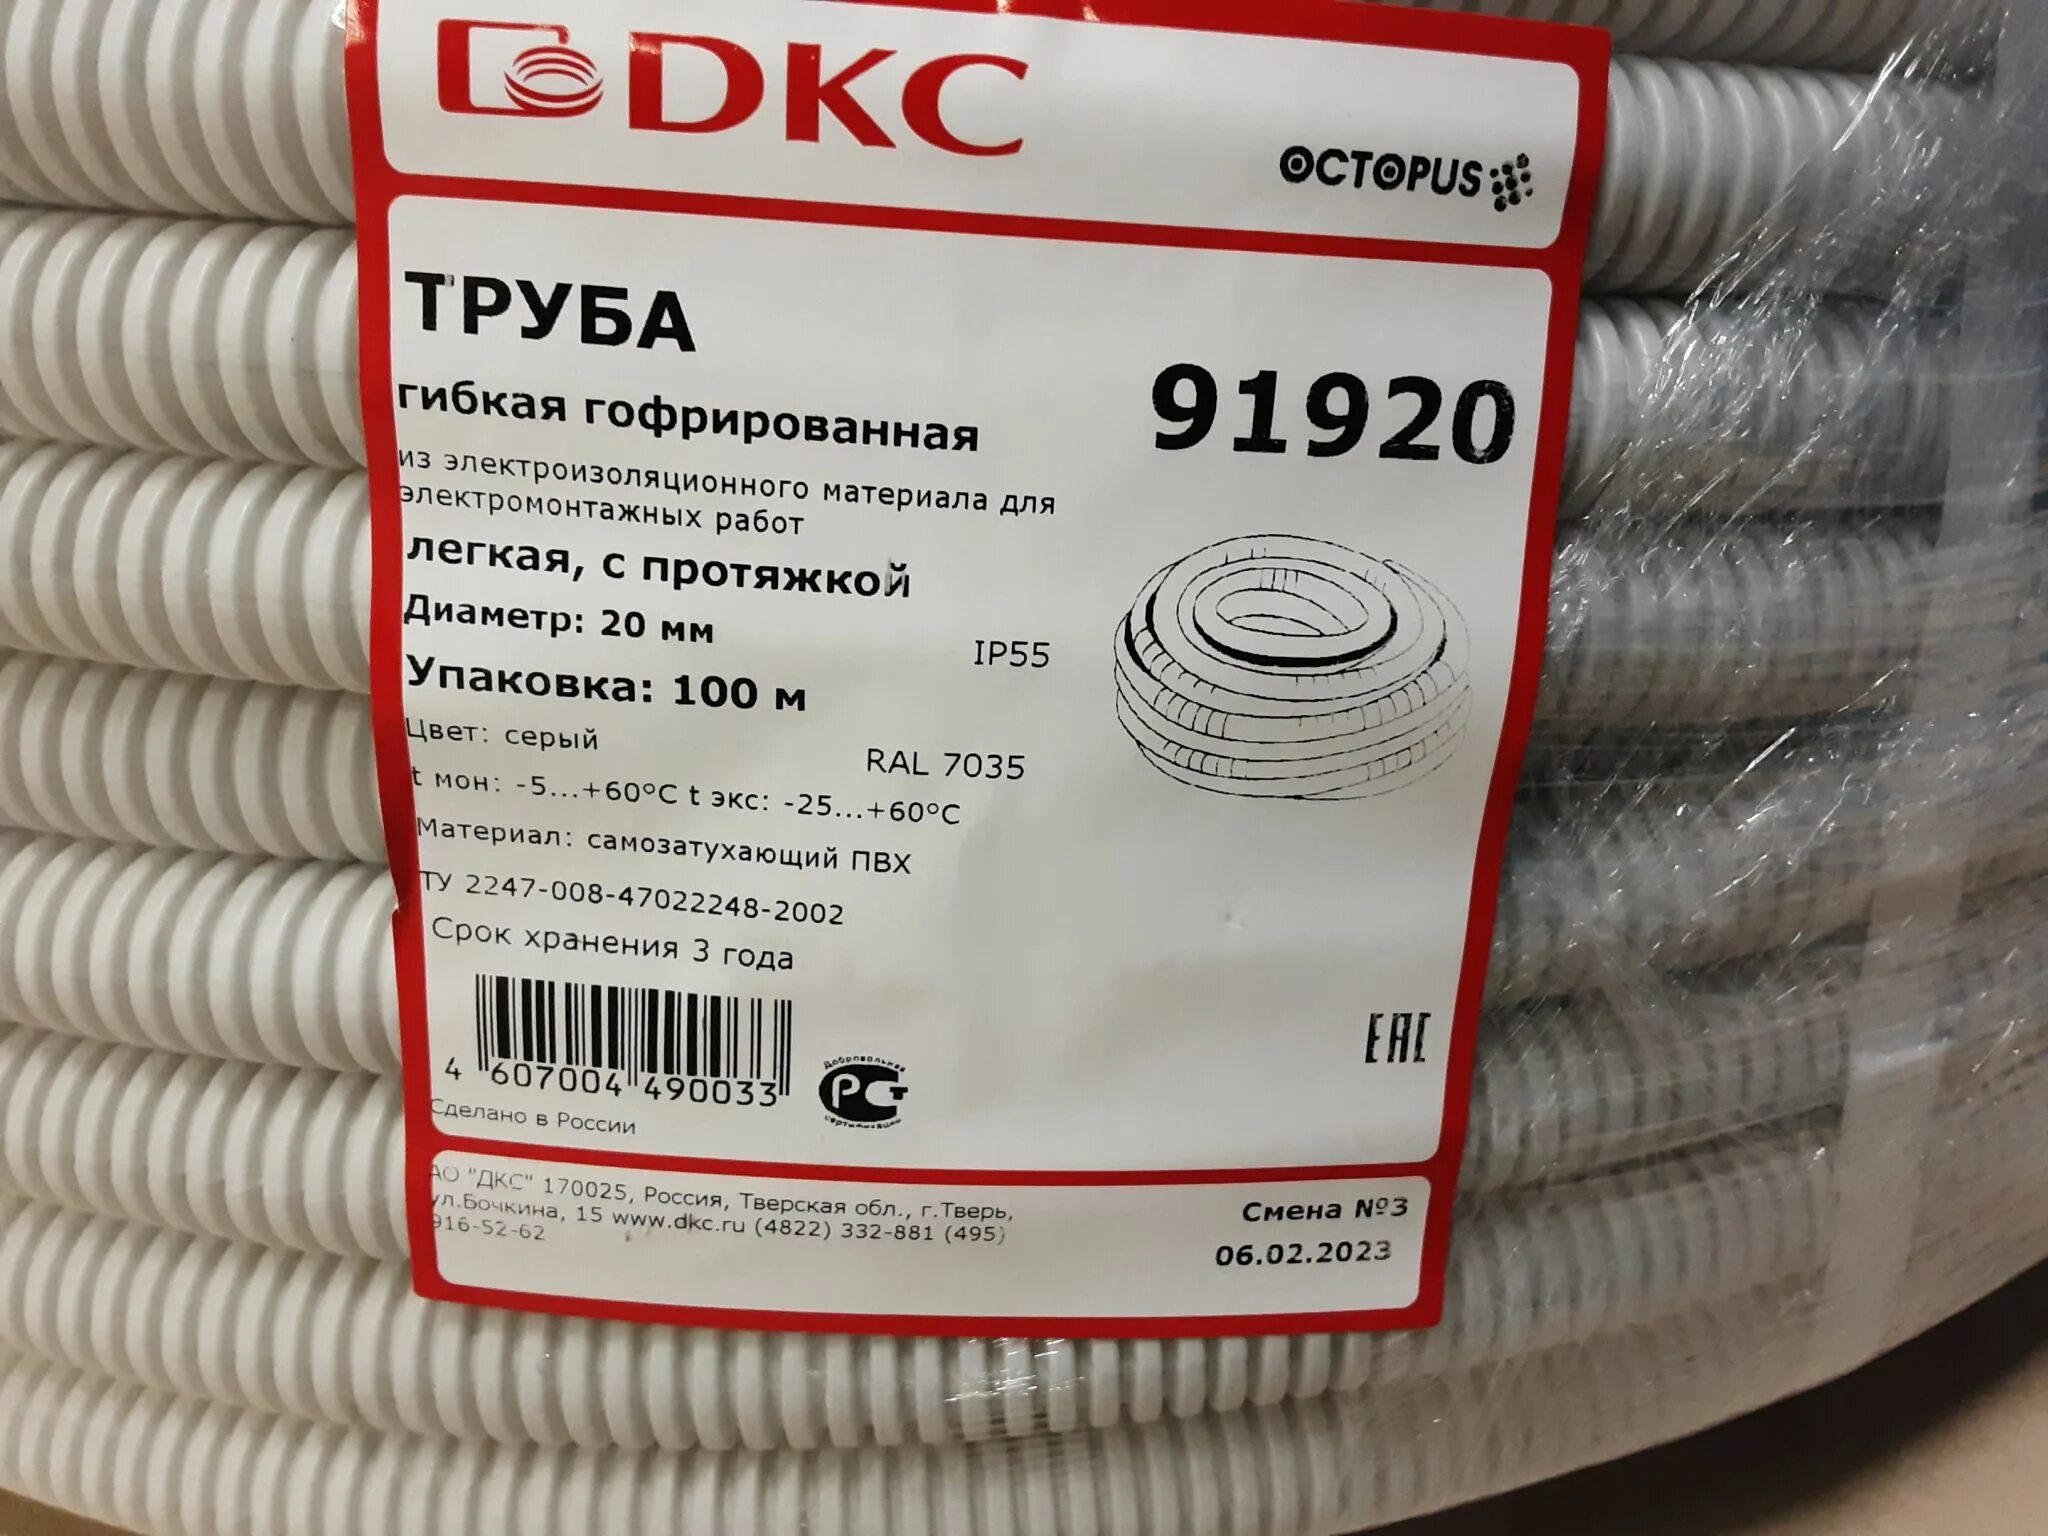 DKC
OCTOPUS
ТРУБА
гибкая гофрированная
91920
из электроизоляционного материала для
электромонтажных работ
легкая, с протяжкой
Диаметр: 20 мм
IP55
Упаковка: 100 м
Цвет: серый
RAL 7035
t мон: -5...+60°C t экс: -25...+60°C
Материал: самозатухающий ПВХ
ТУ 2247-008-47022248-2002
Срок хранения 3 года
4 607004 490033
Добровольная
РСТ
сертификация
EAC
Сделано в России
АО "ДКС" 170025, Россия, Тверская обл., г.Тверь,
ул.Бочкина, 15 www.dkc.ru (4822) 332-881 (495)
916-52-62
Смена №3
06.02.2023